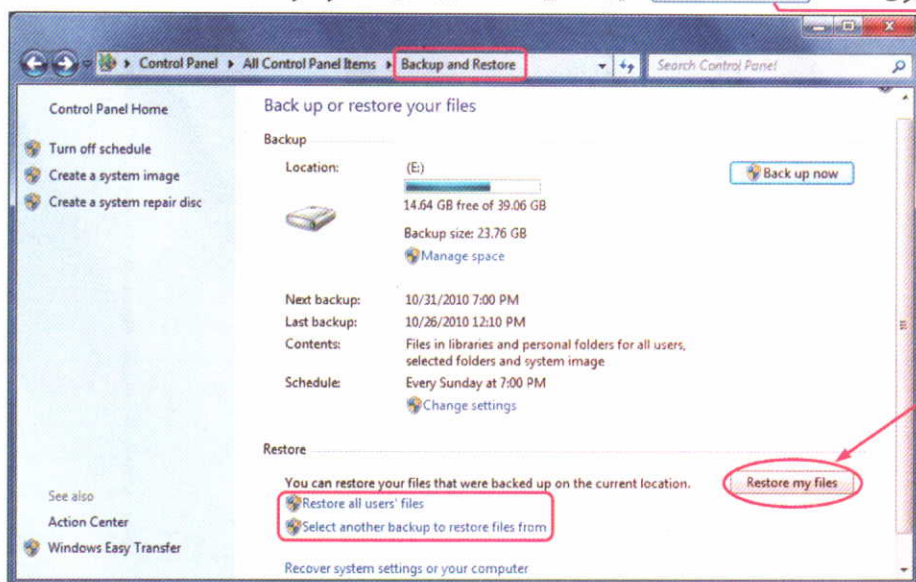 Control Panel ▸ All Control Panel Items ▸ Backup and Restore
Search Control Panel
Control Panel Home
Turn off schedule
Create a system image
Create a system repair disc
See also
Action Center
Windows Easy Transfer
Back up or restore your files
Backup
Location: (E:)
Back up now
14.64 GB free of 39.06 GB
Backup size: 23.76 GB
Manage space
Next backup: 10/31/2010 7:00 PM
Last backup: 10/26/2010 12:10 PM
Contents: Files in libraries and personal folders for all users,
selected folders and system image
Schedule: Every Sunday at 7:00 PM
Change settings
Restore
You can restore your files that were backed up on the current location.
Restore my files
Restore all users' files
Select another backup to restore files from
Recover system settings or your computer